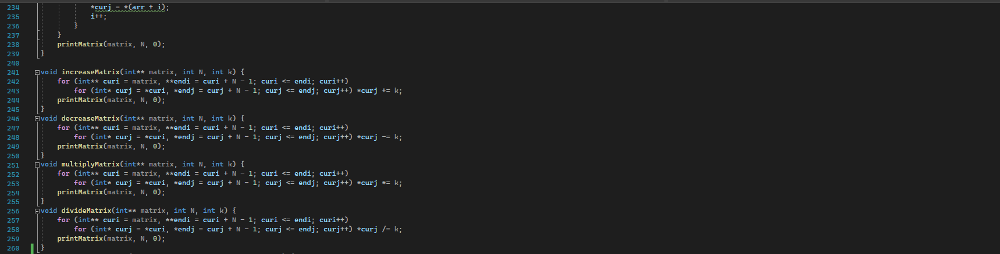 234 *curj = *(arr + i);
235 i++;
236 }
237 }
238 printMatrix(matrix, N, 0);
239 }
240
241 void increaseMatrix(int** matrix, int N, int k) {
242 for (int** curi = matrix, **endi = curi + N - 1; curi <= endi; curi++)
243 for (int* curj = *curi, *endj = curj + N - 1; curj <= endj; curj++) *curj += k;
244 printMatrix(matrix, N, 0);
245 }
246 void decreaseMatrix(int** matrix, int N, int k) {
247 for (int** curi = matrix, **endi = curi + N - 1; curi <= endi; curi++)
248 for (int* curj = *curi, *endj = curj + N - 1; curj <= endj; curj++) *curj -= k;
249 printMatrix(matrix, N, 0);
250 }
251 void multiplyMatrix(int** matrix, int N, int k) {
252 for (int** curi = matrix, **endi = curi + N - 1; curi <= endi; curi++)
253 for (int* curj = *curi, *endj = curj + N - 1; curj <= endj; curj++) *curj *= k;
254 printMatrix(matrix, N, 0);
255 }
256 void divideMatrix(int** matrix, int N, int k) {
257 for (int** curi = matrix, **endi = curi + N - 1; curi <= endi; curi++)
258 for (int* curj = *curi, *endj = curj + N - 1; curj <= endj; curj++) *curj /= k;
259 printMatrix(matrix, N, 0);
260 }